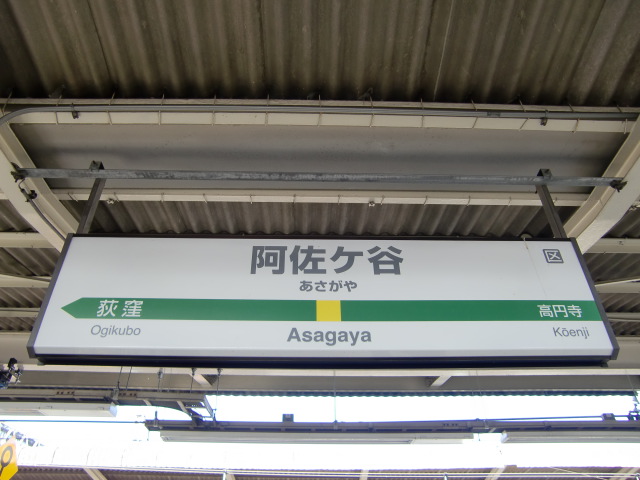 阿佐ケ谷
区
あさがや
荻窪
高円寺
Ogikubo
Asagaya
Kōenji